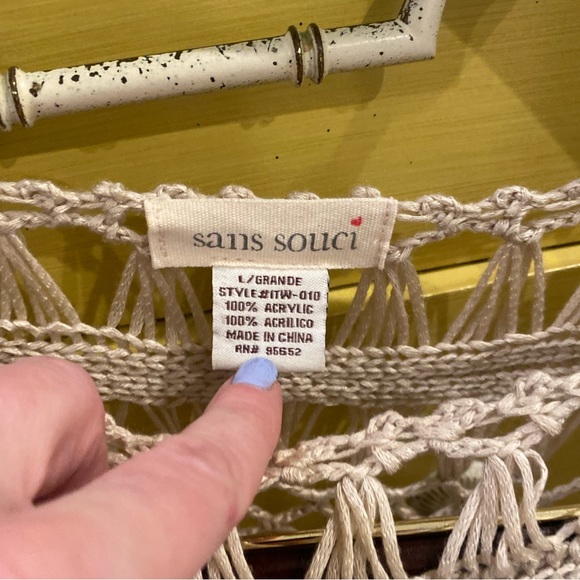 sans souci
L/GRANDE
STYLE#:ITW-010
100% ACRYLIC
100% ACRILICO
MADE IN CHINA
RN# 95652